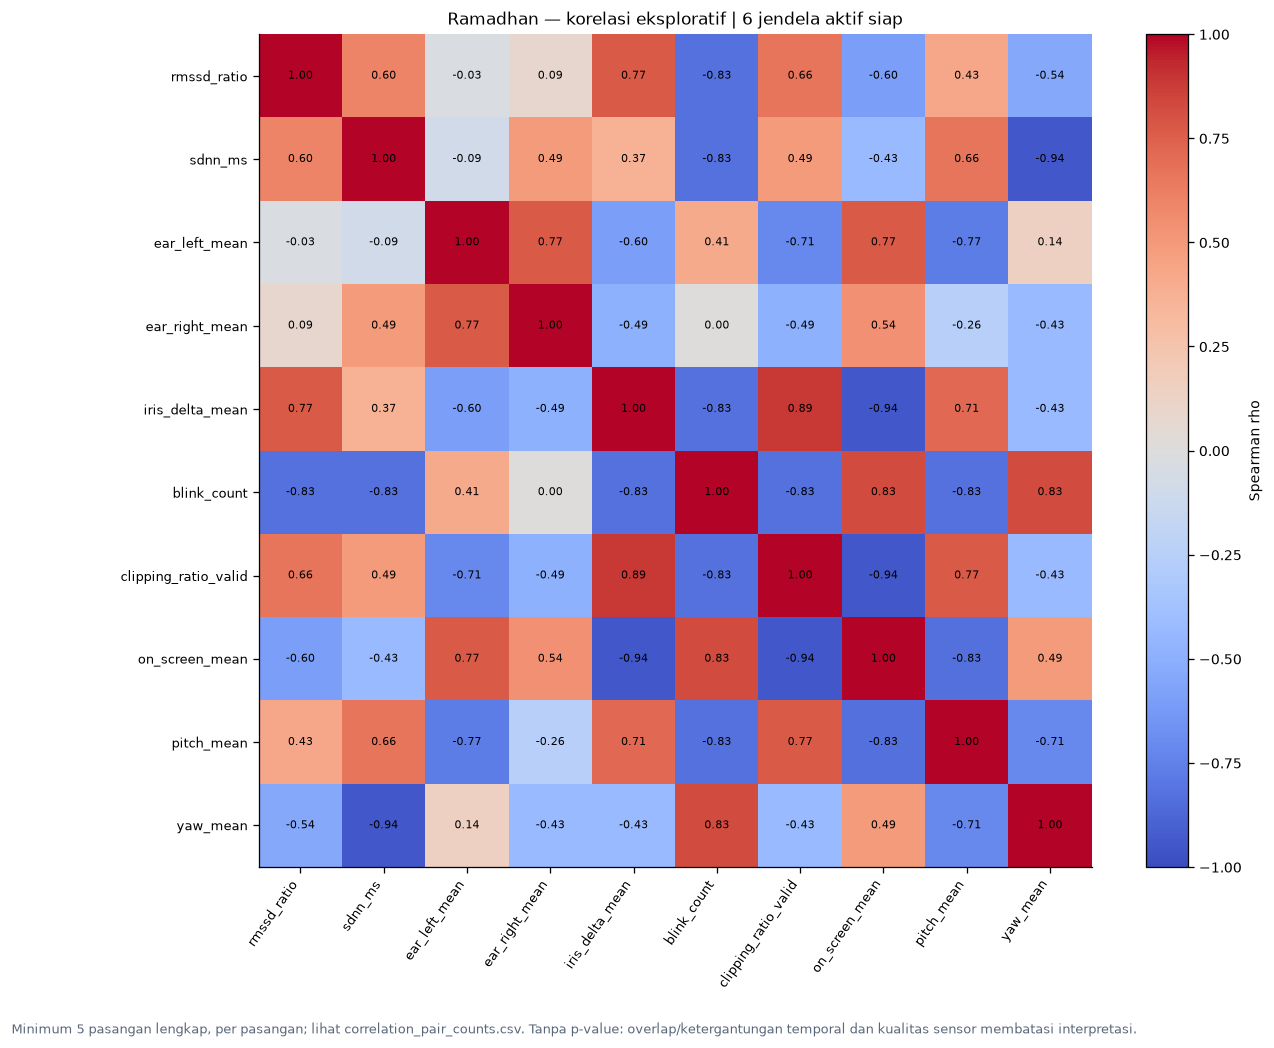 Ramadhan — korelasi eksploratif | 6 jendela aktif siap
rmssd_ratio 1.00 0.60 -0.03 0.09 0.77 -0.83 0.66 -0.60 0.43 -0.54
sdnn_ms 0.60 1.00 -0.09 0.49 0.37 -0.83 0.49 -0.43 0.66 -0.94
ear_left_mean -0.03 -0.09 1.00 0.77 -0.60 0.41 -0.71 0.77 -0.77 0.14
ear_right_mean 0.09 0.49 0.77 1.00 -0.49 0.00 -0.49 0.54 -0.26 -0.43
iris_delta_mean 0.77 0.37 -0.60 -0.49 1.00 -0.83 0.89 -0.94 0.71 -0.43
blink_count -0.83 -0.83 0.41 0.00 -0.83 1.00 -0.83 0.83 -0.83 0.83
clipping_ratio_valid 0.66 0.49 -0.71 -0.49 0.89 -0.83 1.00 -0.94 0.77 -0.43
on_screen_mean -0.60 -0.43 0.77 0.54 -0.94 0.83 -0.94 1.00 -0.83 0.49
pitch_mean 0.43 0.66 -0.77 -0.26 0.71 -0.83 0.77 -0.83 1.00 -0.71
yaw_mean -0.54 -0.94 0.14 -0.43 -0.43 0.83 -0.43 0.49 -0.71 1.00
rmssd_ratio sdnn_ms ear_left_mean ear_right_mean iris_delta_mean blink_count clipping_ratio_valid on_screen_mean pitch_mean yaw_mean
1.00
0.75
0.50
0.25
0.00
−0.25
−0.50
−0.75
−1.00
Spearman rho
Minimum 5 pasangan lengkap, per pasangan; lihat correlation_pair_counts.csv. Tanpa p-value: overlap/ketergantungan temporal dan kualitas sensor membatasi interpretasi.